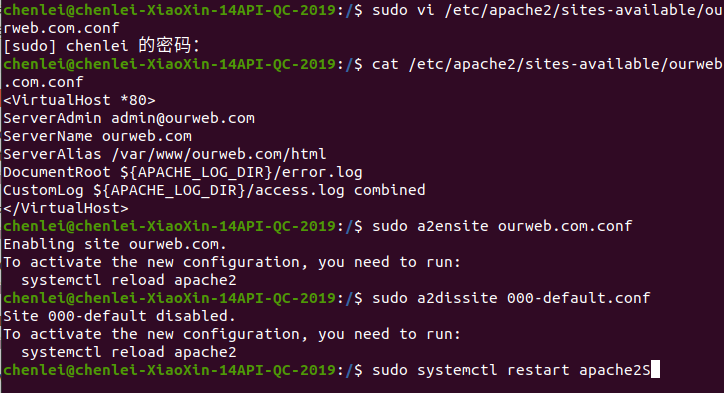 chenlei@chenlei-XiaoXin-14API-QC-2019:/$ sudo vi /etc/apache2/sites-available/ou
rweb.com.conf
[sudo] chenlei 的密码：
chenlei@chenlei-XiaoXin-14API-QC-2019:/$ cat /etc/apache2/sites-available/ourweb
.com.conf
<VirtualHost *80>
ServerAdmin admin@ourweb.com
ServerName ourweb.com
ServerAlias /var/www/ourweb.com/html
DocumentRoot ${APACHE_LOG_DIR}/error.log
CustomLog ${APACHE_LOG_DIR}/access.log combined
</VirtualHost>
chenlei@chenlei-XiaoXin-14API-QC-2019:/$ sudo a2ensite ourweb.com.conf
Enabling site ourweb.com.
To activate the new configuration, you need to run:
  systemctl reload apache2
chenlei@chenlei-XiaoXin-14API-QC-2019:/$ sudo a2dissite 000-default.conf
Site 000-default disabled.
To activate the new configuration, you need to run:
  systemctl reload apache2
chenlei@chenlei-XiaoXin-14API-QC-2019:/$ sudo systemctl restart apache2S